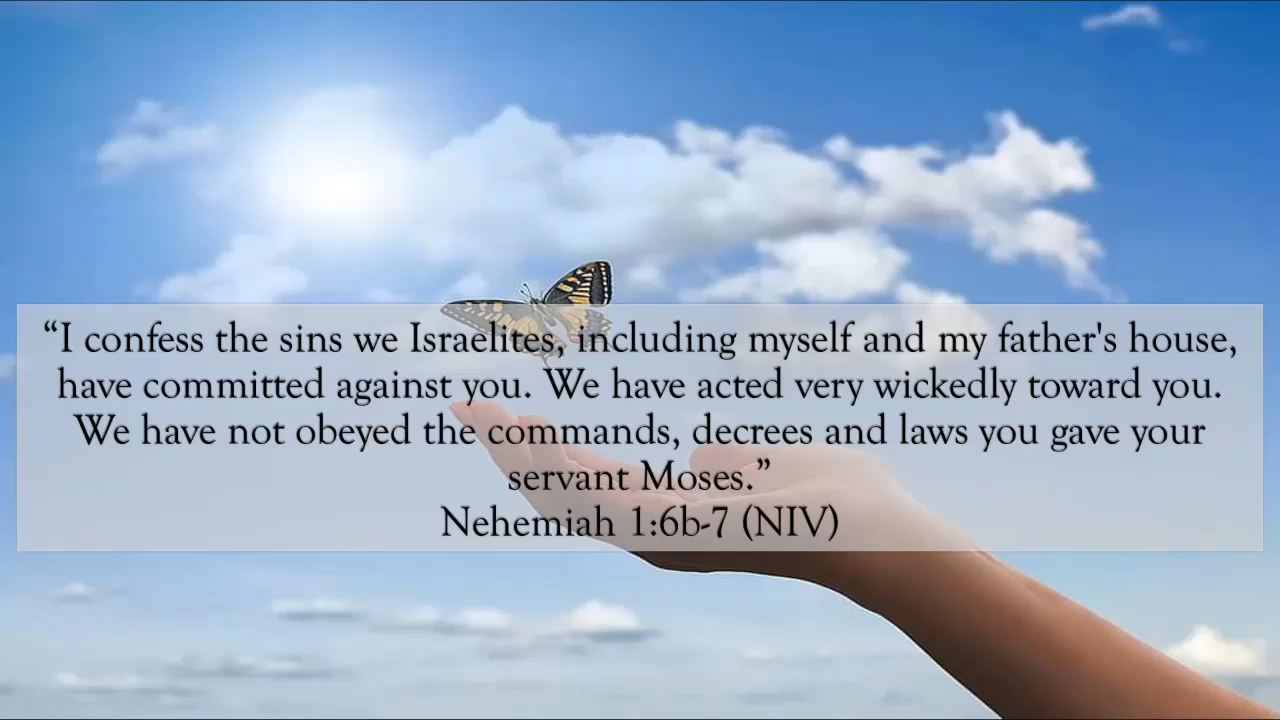 “I confess the sins we Israelites, including myself and my father's house,
have committed against you. We have acted very wickedly toward you.
We have not obeyed the commands, decrees and laws you gave your
servant Moses.”
Nehemiah 1:6b-7 (NIV)